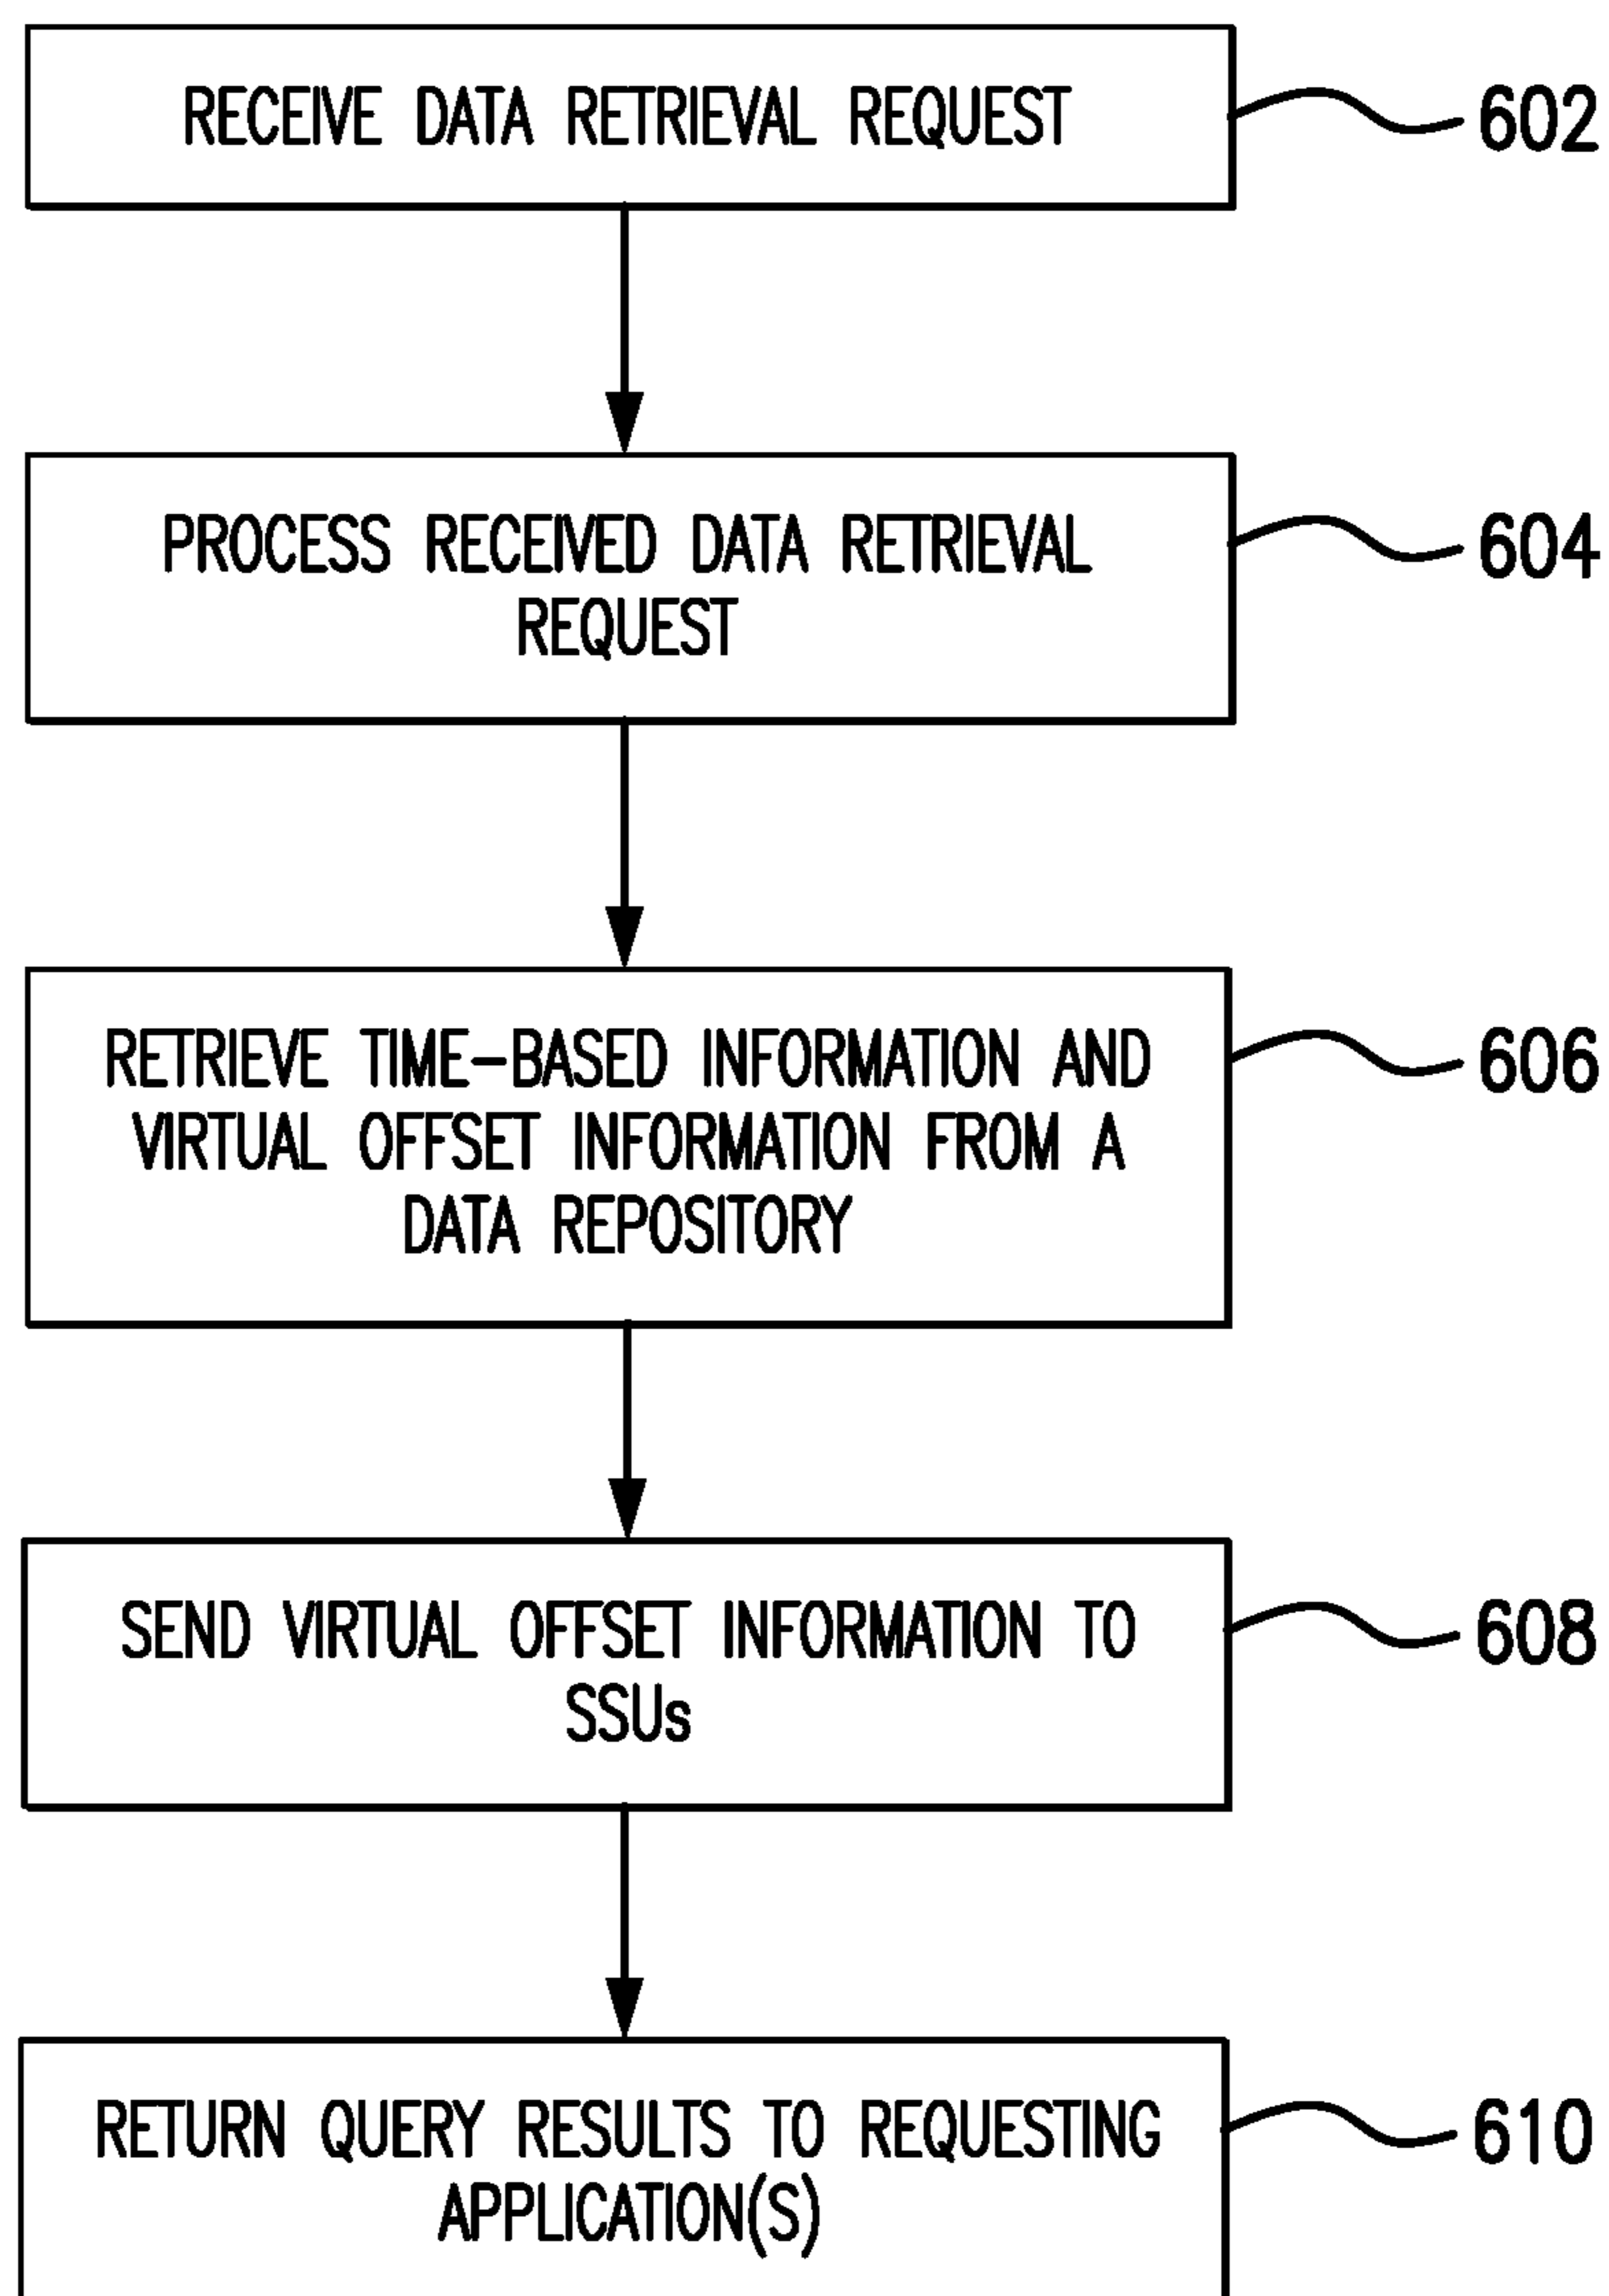 RECEIVE DATA RETRIEVAL REQUEST
602
PROCESS RECEIVED DATA RETRIEVAL
REQUEST
604
RETRIEVE TIME-BASED INFORMATION AND
VIRTUAL OFFSET INFORMATION FROM A
DATA REPOSITORY
606
SEND VIRTUAL OFFSET INFORMATION TO
SSUs
608
RETURN QUERY RESULTS TO REQUESTING
APPLICATION(S)
610